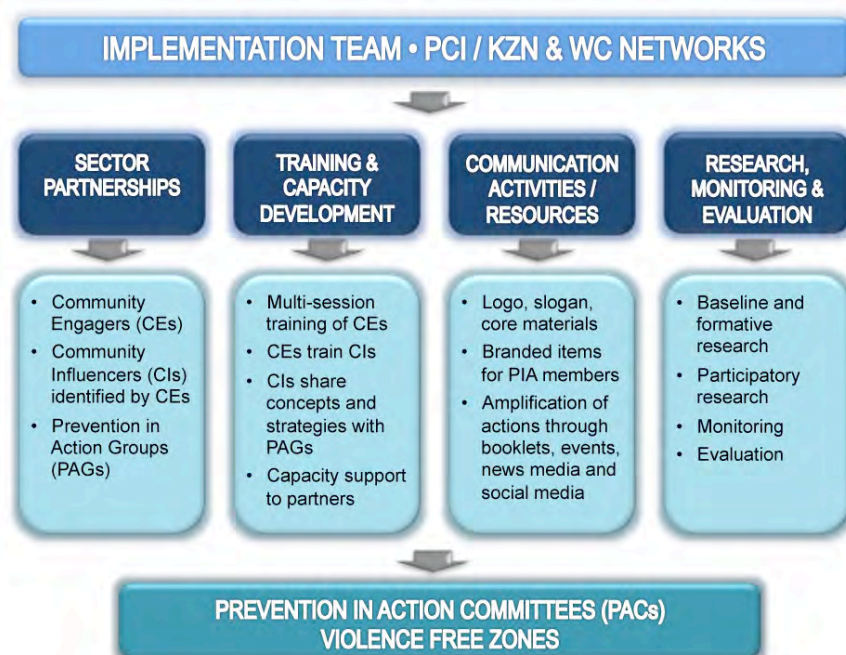 IMPLEMENTATION TEAM • PCI / KZN & WC NETWORKS
SECTOR
PARTNERSHIPS
• Community
Engagers (CEs)
• Community
Influencers (CIs)
identified by CEs
• Prevention in
Action Groups
(PAGs)
TRAINING &
CAPACITY
DEVELOPMENT
• Multi-session
training of CEs
• CEs train CIs
• CIs share
concepts and
strategies with
PAGs
• Capacity support
to partners
COMMUNICATION
ACTIVITIES /
RESOURCES
• Logo, slogan,
core materials
• Branded items
for PIA members
• Amplification of
actions through
booklets, events,
news media and
social media
RESEARCH,
MONITORING &
EVALUATION
• Baseline and
formative
research
• Participatory
research
• Monitoring
• Evaluation
PREVENTION IN ACTION COMMITTEES (PACs)
VIOLENCE FREE ZONES